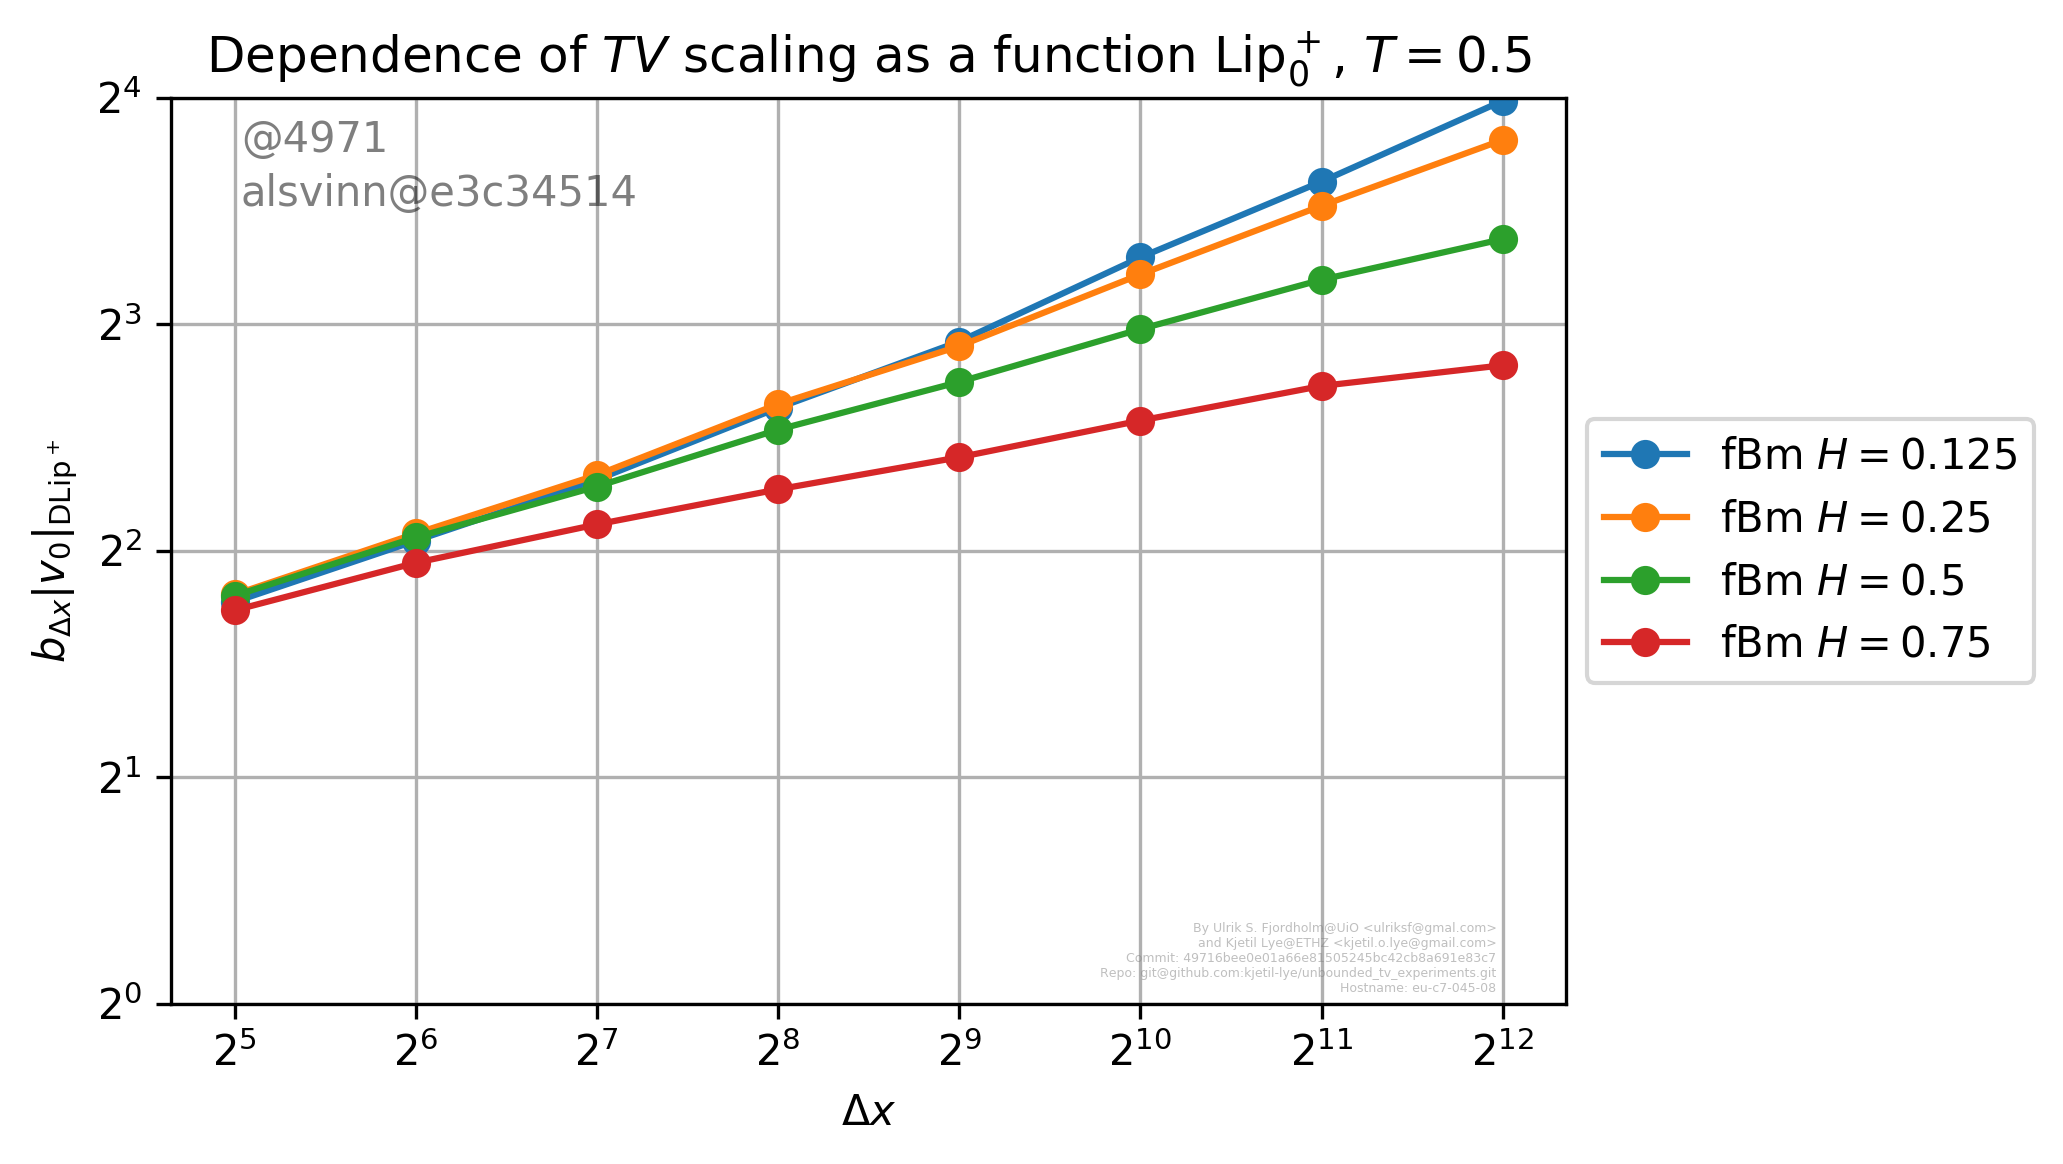 Dependence of TV scaling as a function Lip₀⁺, T = 0.5
2⁴
@4971
alsvinn@e3c34514
2³
2²
2¹
2⁰
b_Δx|v₀|_DLip⁺
fBm H = 0.125
fBm H = 0.25
fBm H = 0.5
fBm H = 0.75
By Ulrik S. Fjordholm@UiO <ulriksf@gmal.com>
and Kjetil Lye@ETHZ <kjetil.o.lye@gmail.com>
Commit: 49716bee0e01a66e81505245bc42cb8a691e83c7
Repo: git@github.com:kjetil-lye/unbounded_tv_experiments.git
Hostname: eu-c7-045-08
2⁵ 2⁶ 2⁷ 2⁸ 2⁹ 2¹⁰ 2¹¹ 2¹²
Δx